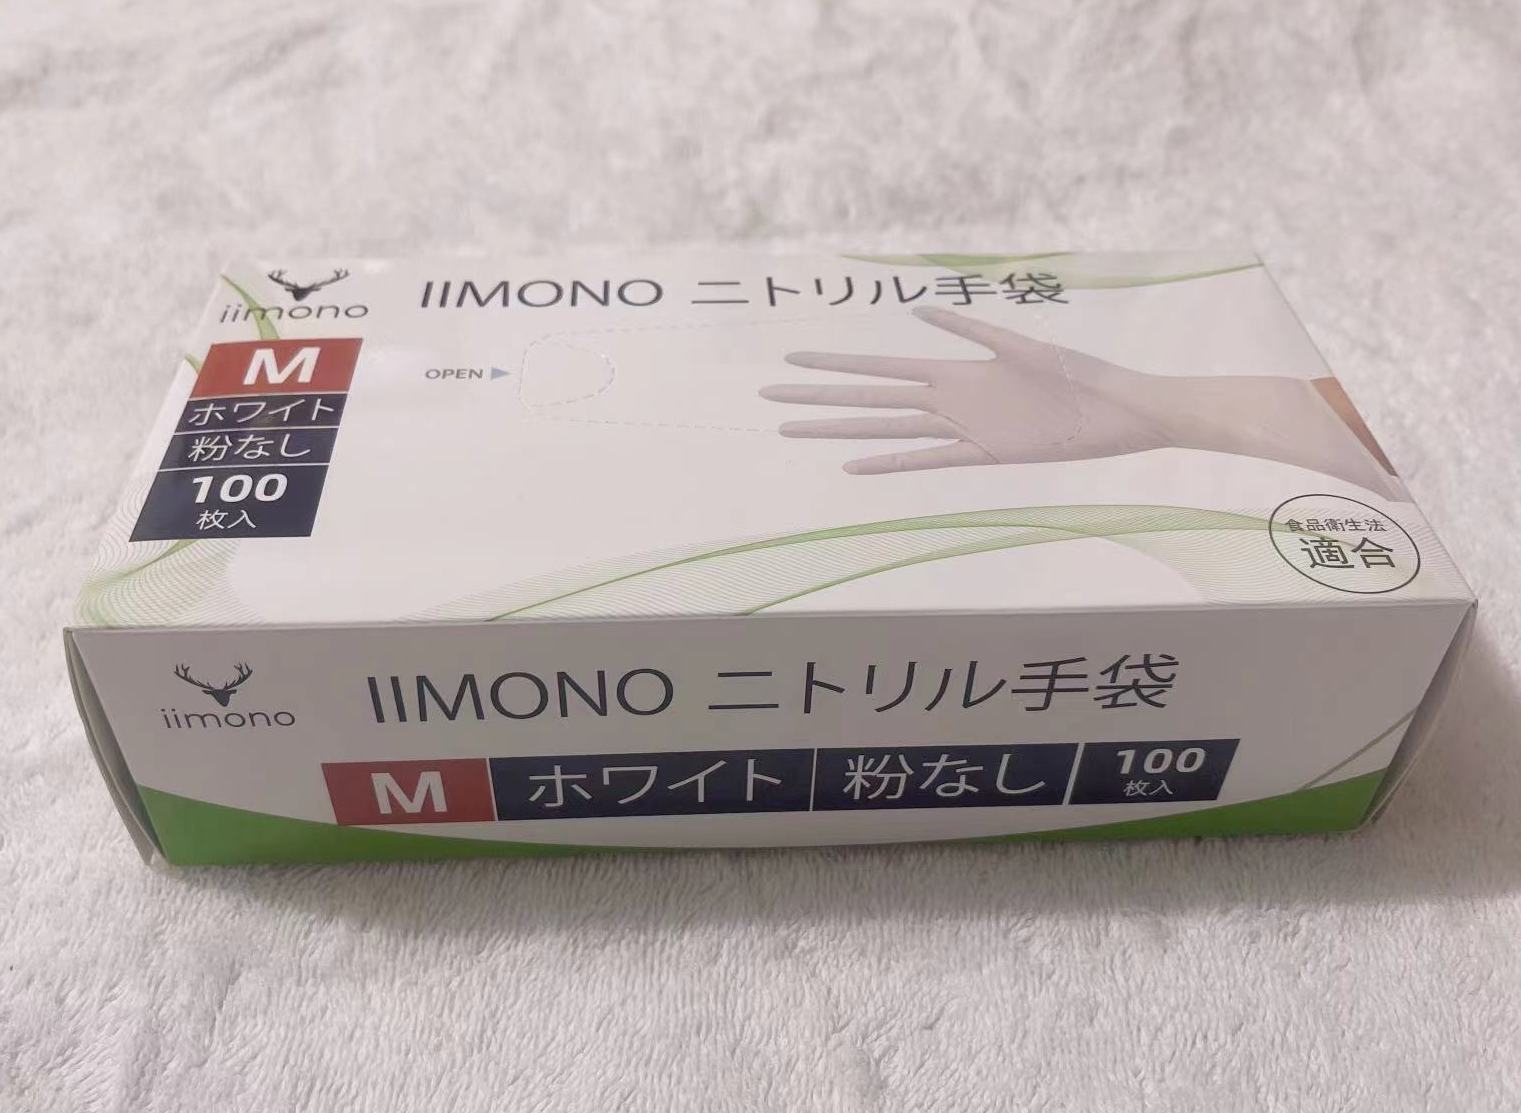 iimono
IIMONO ニトリル手袋
M
ホワイト
粉なし
100
枚入
OPEN
食品衛生法
適合
iimono
IIMONO ニトリル手袋
M ホワイト 粉なし 100
枚入